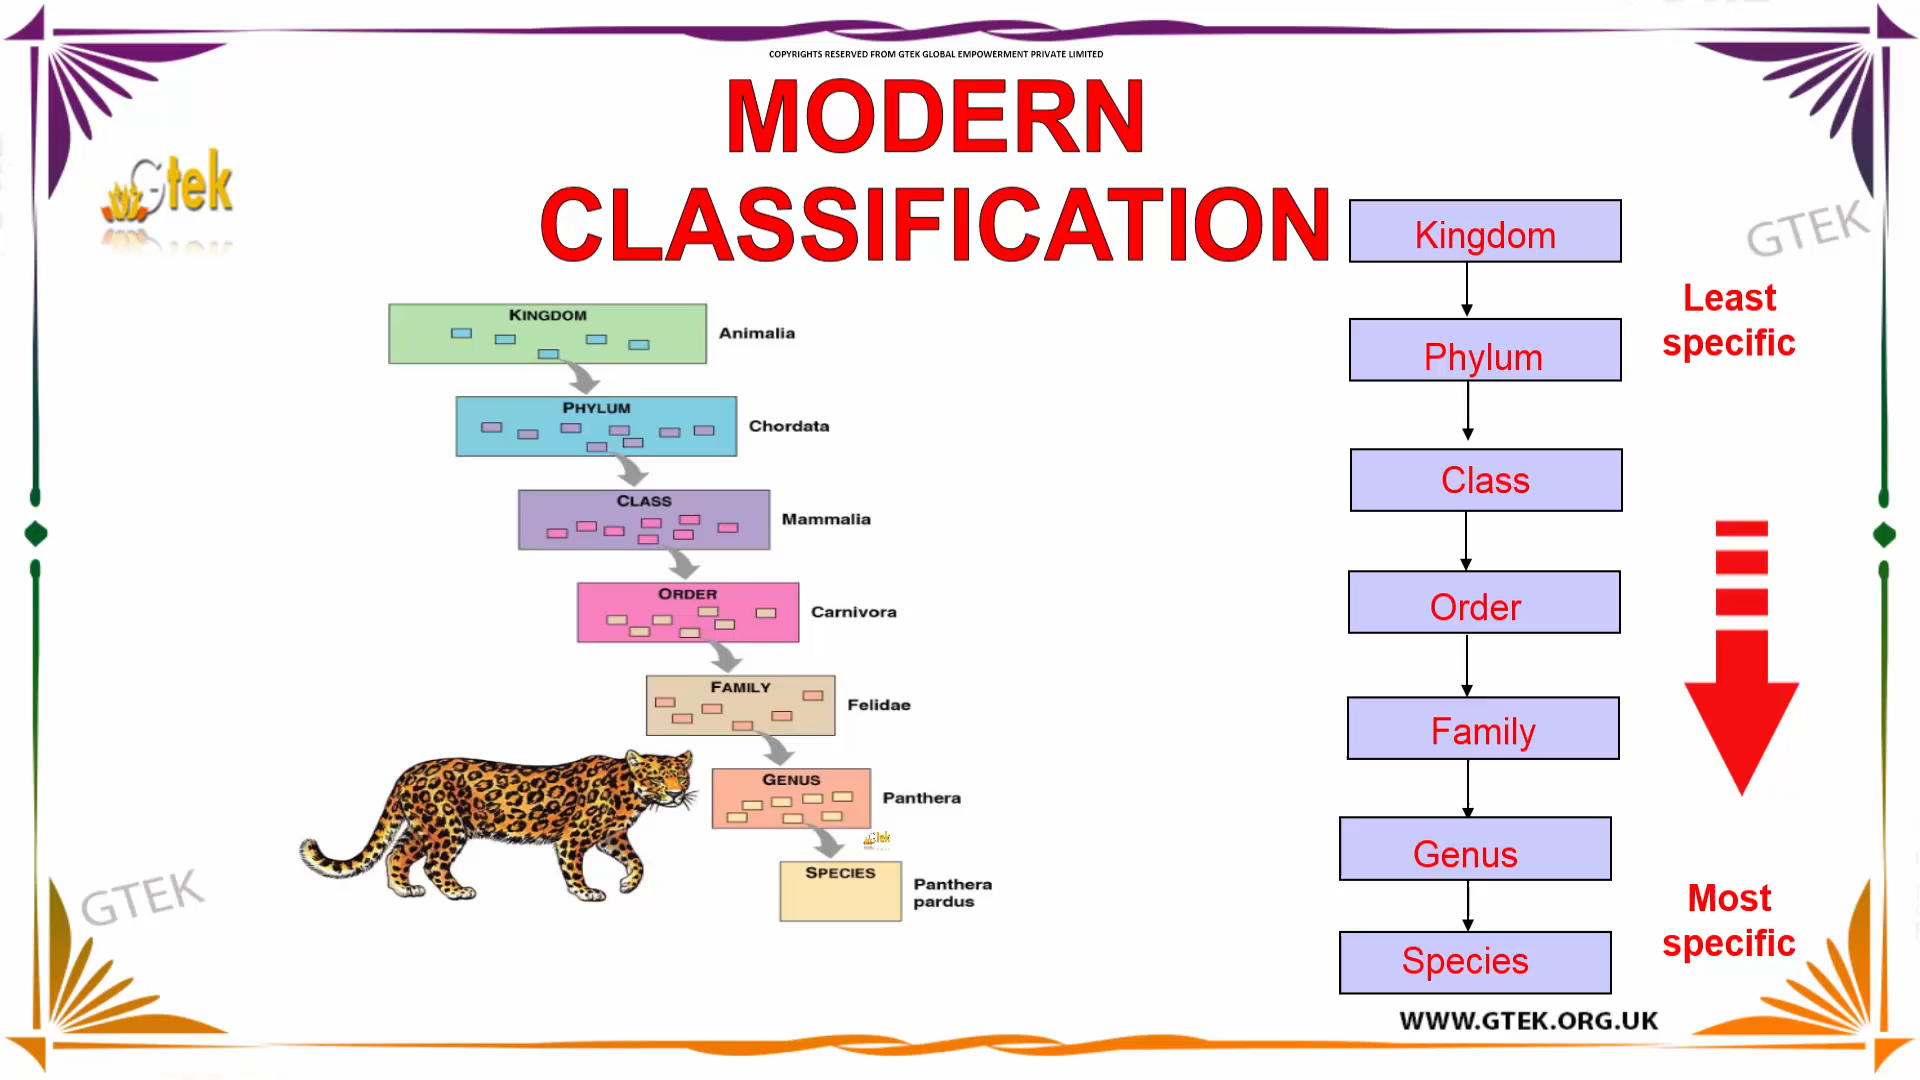 COPYRIGHTS RESERVED FROM GTEK GLOBAL EMPOWERMENT PRIVATE LIMITED
MODERN
CLASSIFICATION
Gtek
GTEK
KINGDOM
Animalia
PHYLUM
Chordata
CLASS
Mammalia
ORDER
Carnivora
FAMILY
Felidae
GENUS
Panthera
Gtek
SPECIES
Panthera
pardus
Kingdom
Phylum
Class
Order
Family
Genus
Species
Least
specific
Most
specific
GTEK
WWW.GTEK.ORG.UK